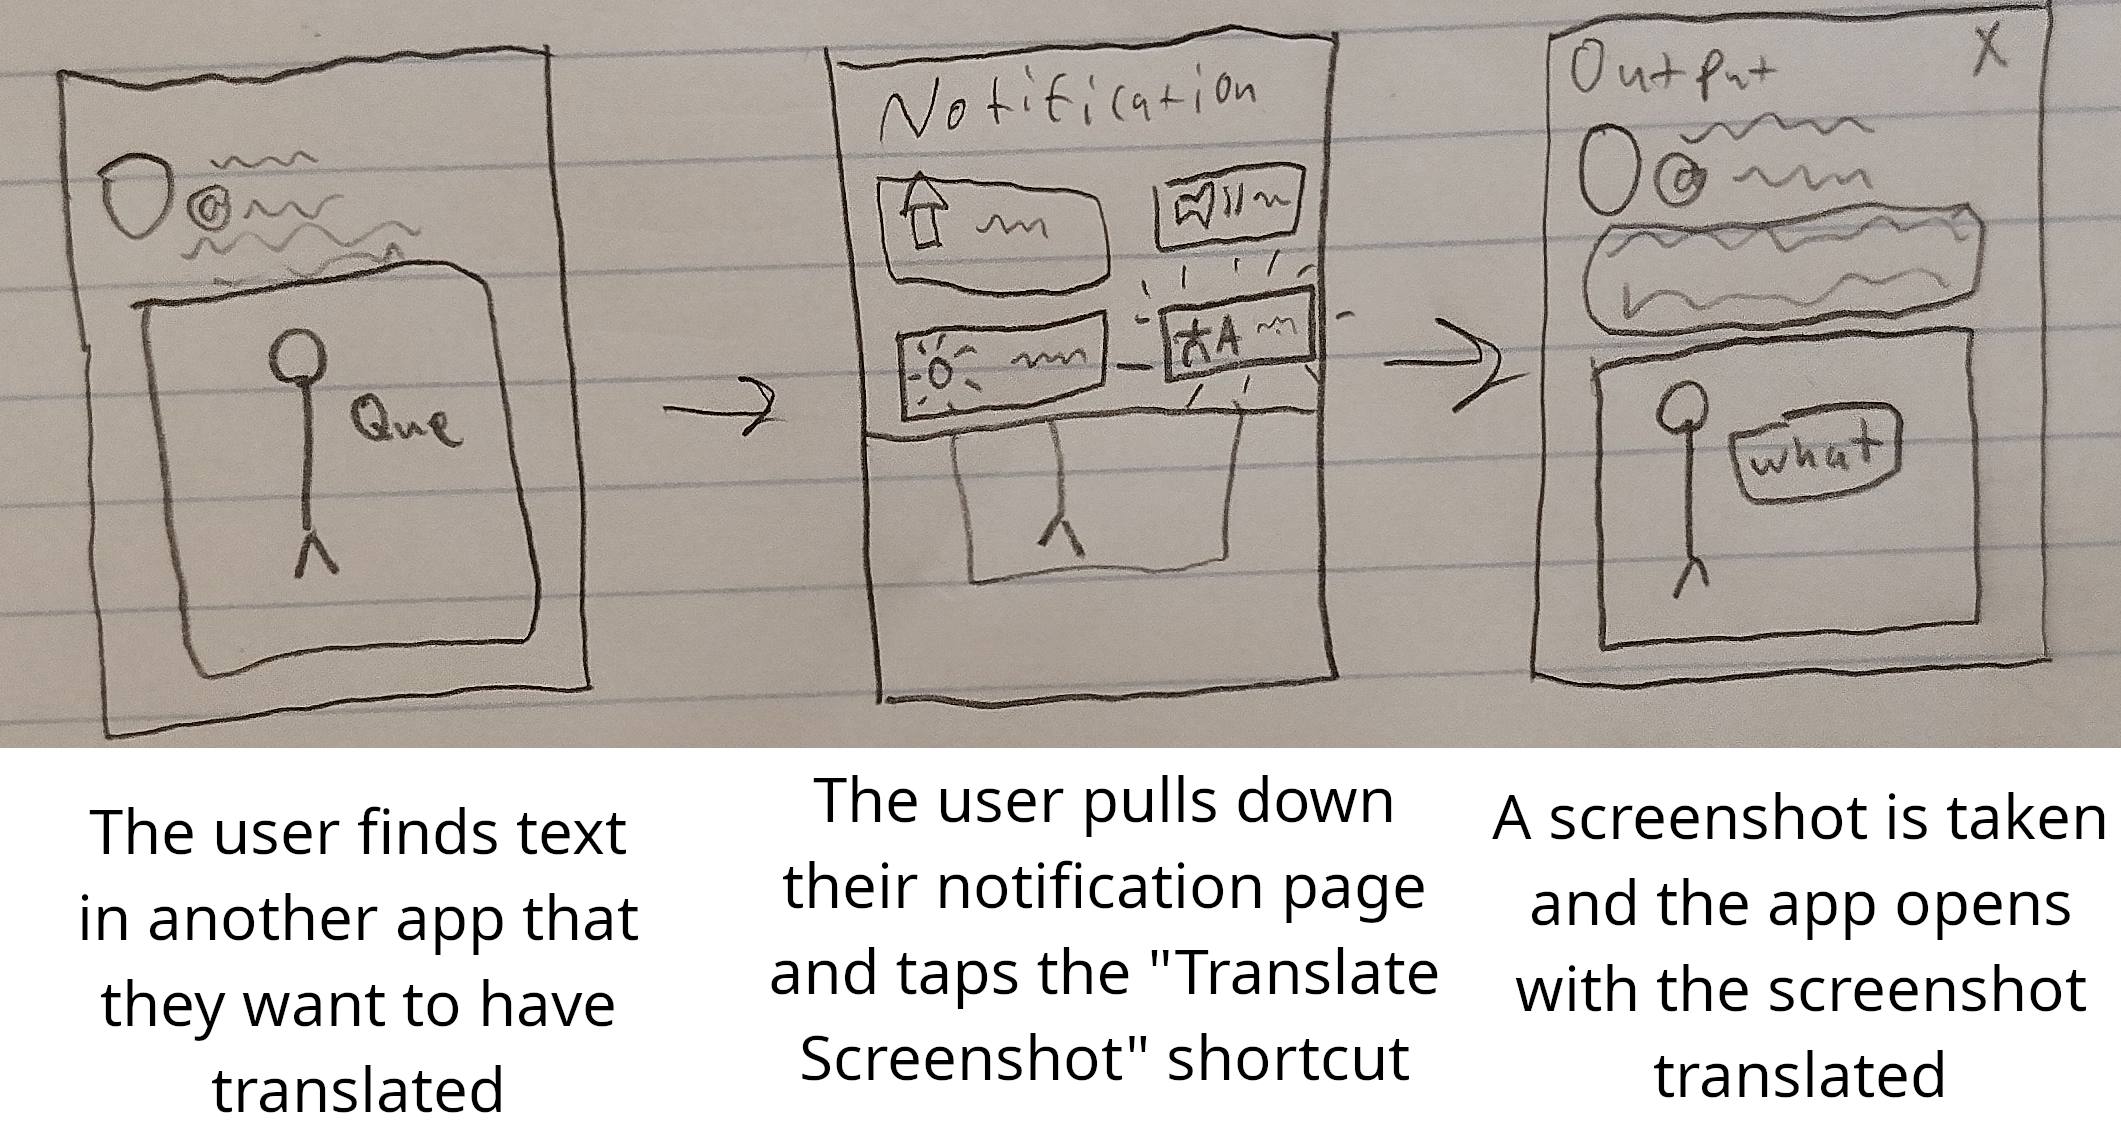 Que
Notification
A
Output X
@
@
what
The user finds text
in another app that
they want to have
translated
The user pulls down
their notification page
and taps the "Translate
Screenshot" shortcut
A screenshot is taken
and the app opens
with the screenshot
translated